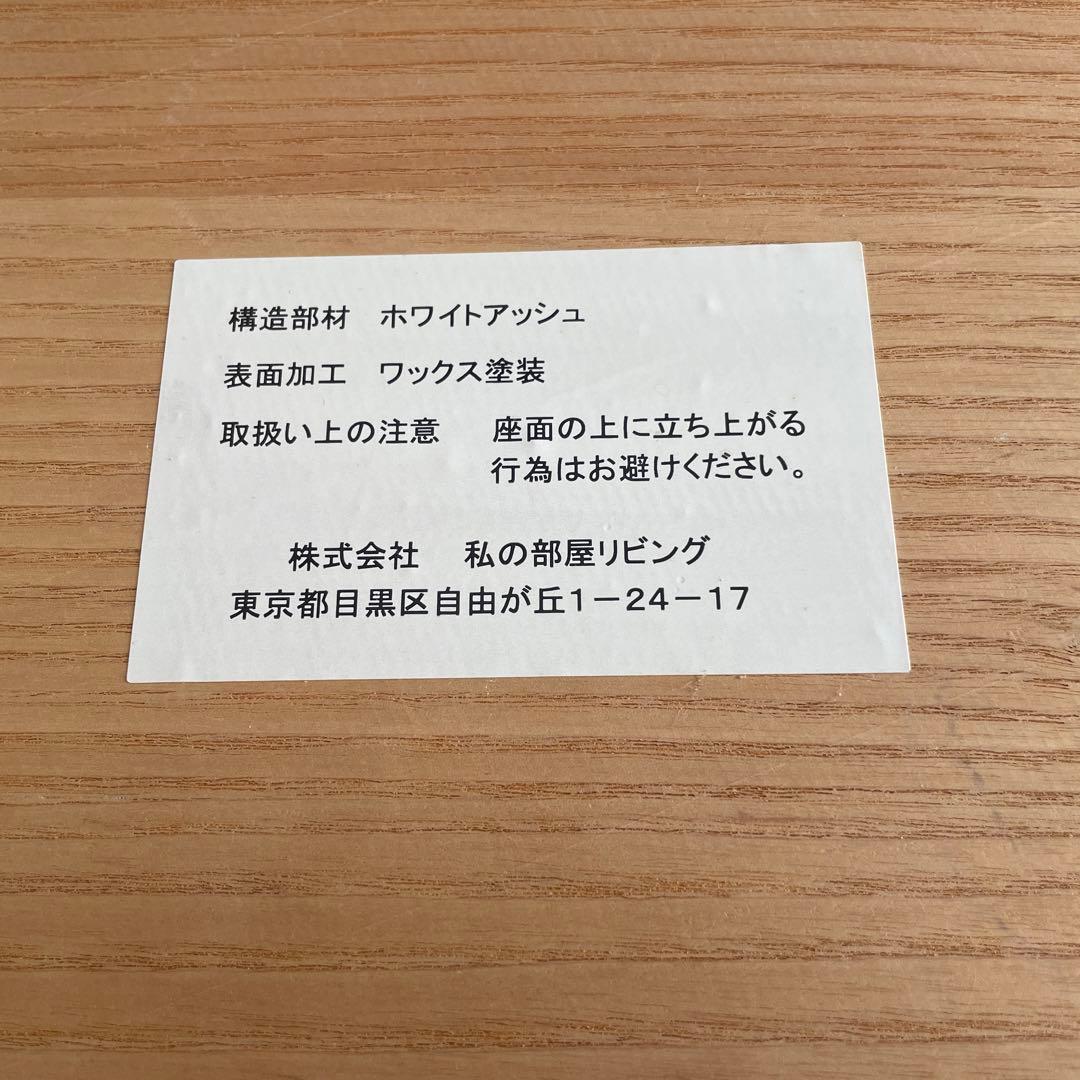 構造部材　ホワイトアッシュ
表面加工　ワックス塗装
取扱い上の注意　座面の上に立ち上がる
行為はお避けください。
株式会社　私の部屋リビング
東京都目黒区自由が丘1－24－17